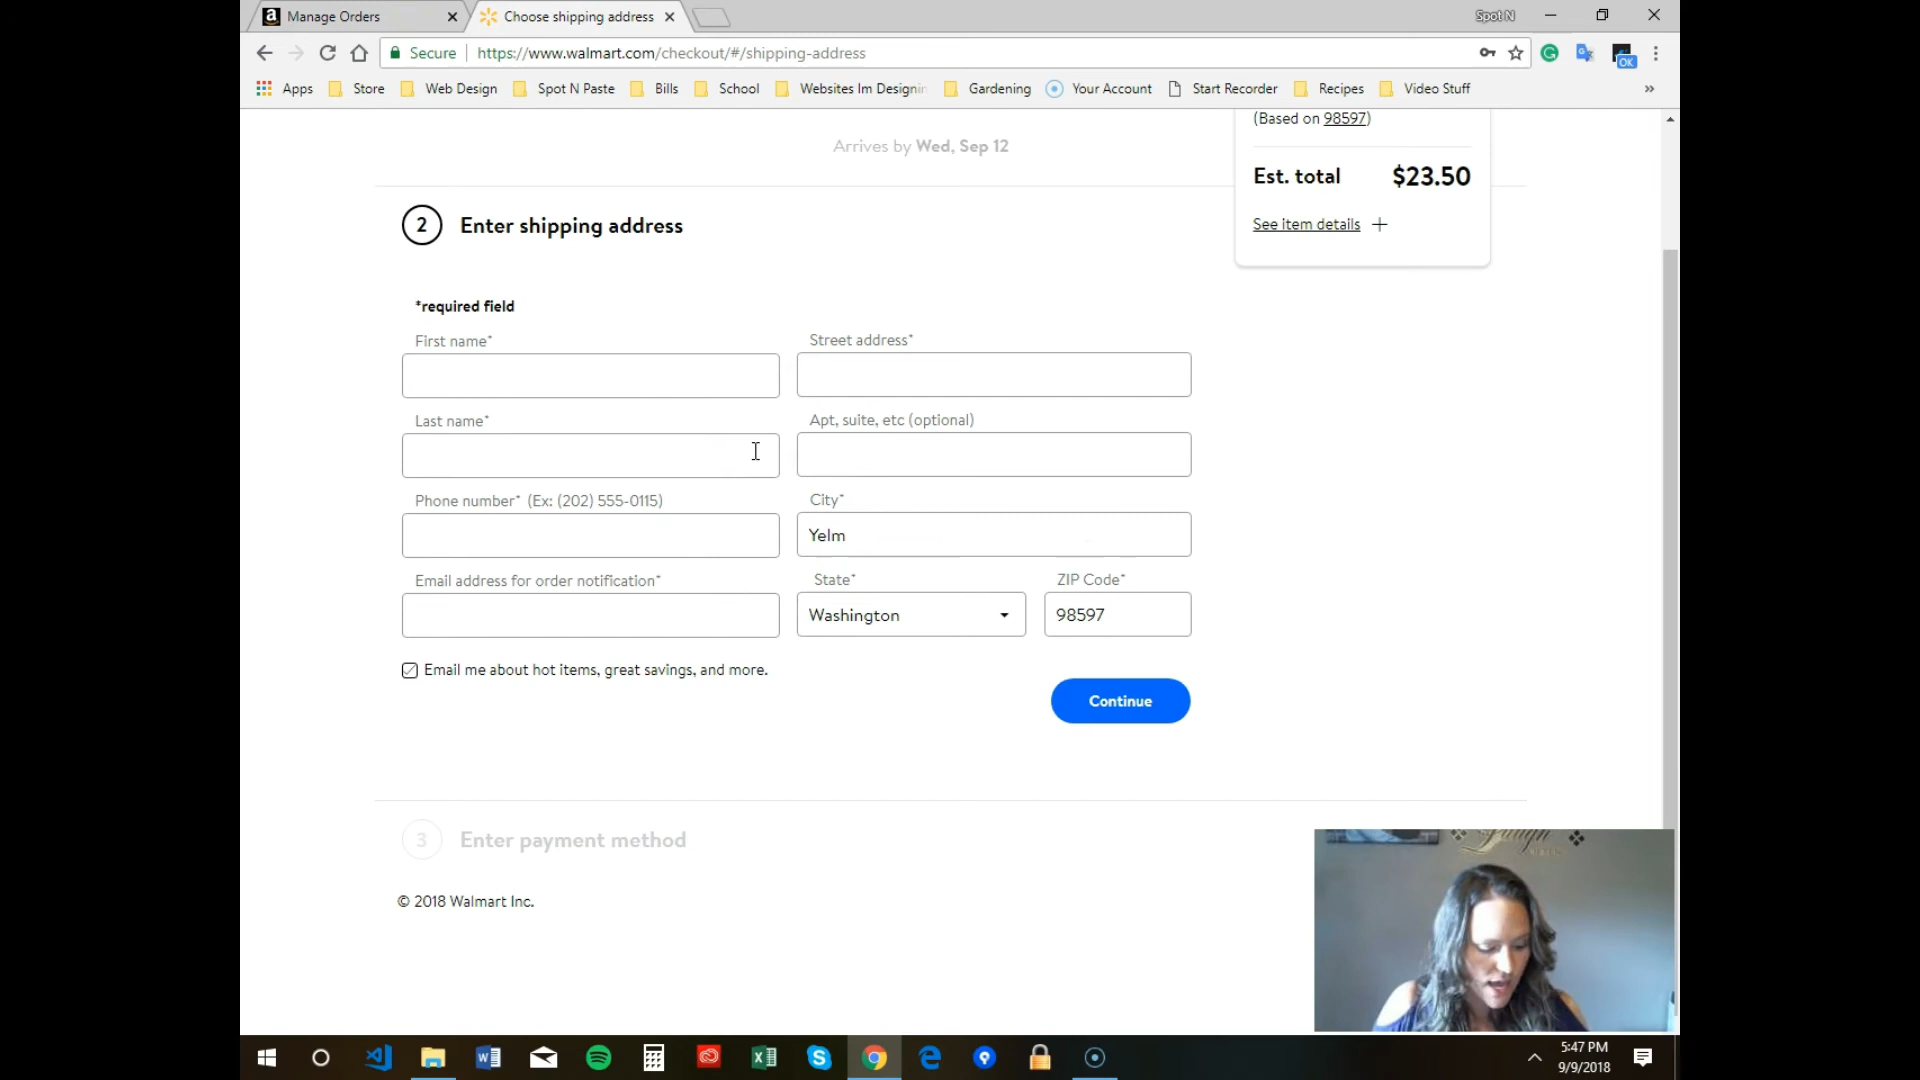 Manage Orders
Choose shipping address
Spot N
Secure
https://www.walmart.com/checkout/#/shipping-address
OK
Apps
Store
Web Design
Spot N Paste
Bills
School
Websites Im Designin
Gardening
Your Account
Start Recorder
Recipes
Video Stuff
»
(Based on 98597)
Arrives by Wed, Sep 12
Est. total $23.50
See item details +
2 Enter shipping address
*required field
First name*
Street address*
Last name*
Apt, suite, etc (optional)
Phone number* (Ex: (202) 555-0115)
City*
Yelm
Email address for order notification*
State*
ZIP Code*
Washington
98597
Email me about hot items, great savings, and more.
Continue
3 Enter payment method
© 2018 Walmart Inc.
5:47 PM
9/9/2018